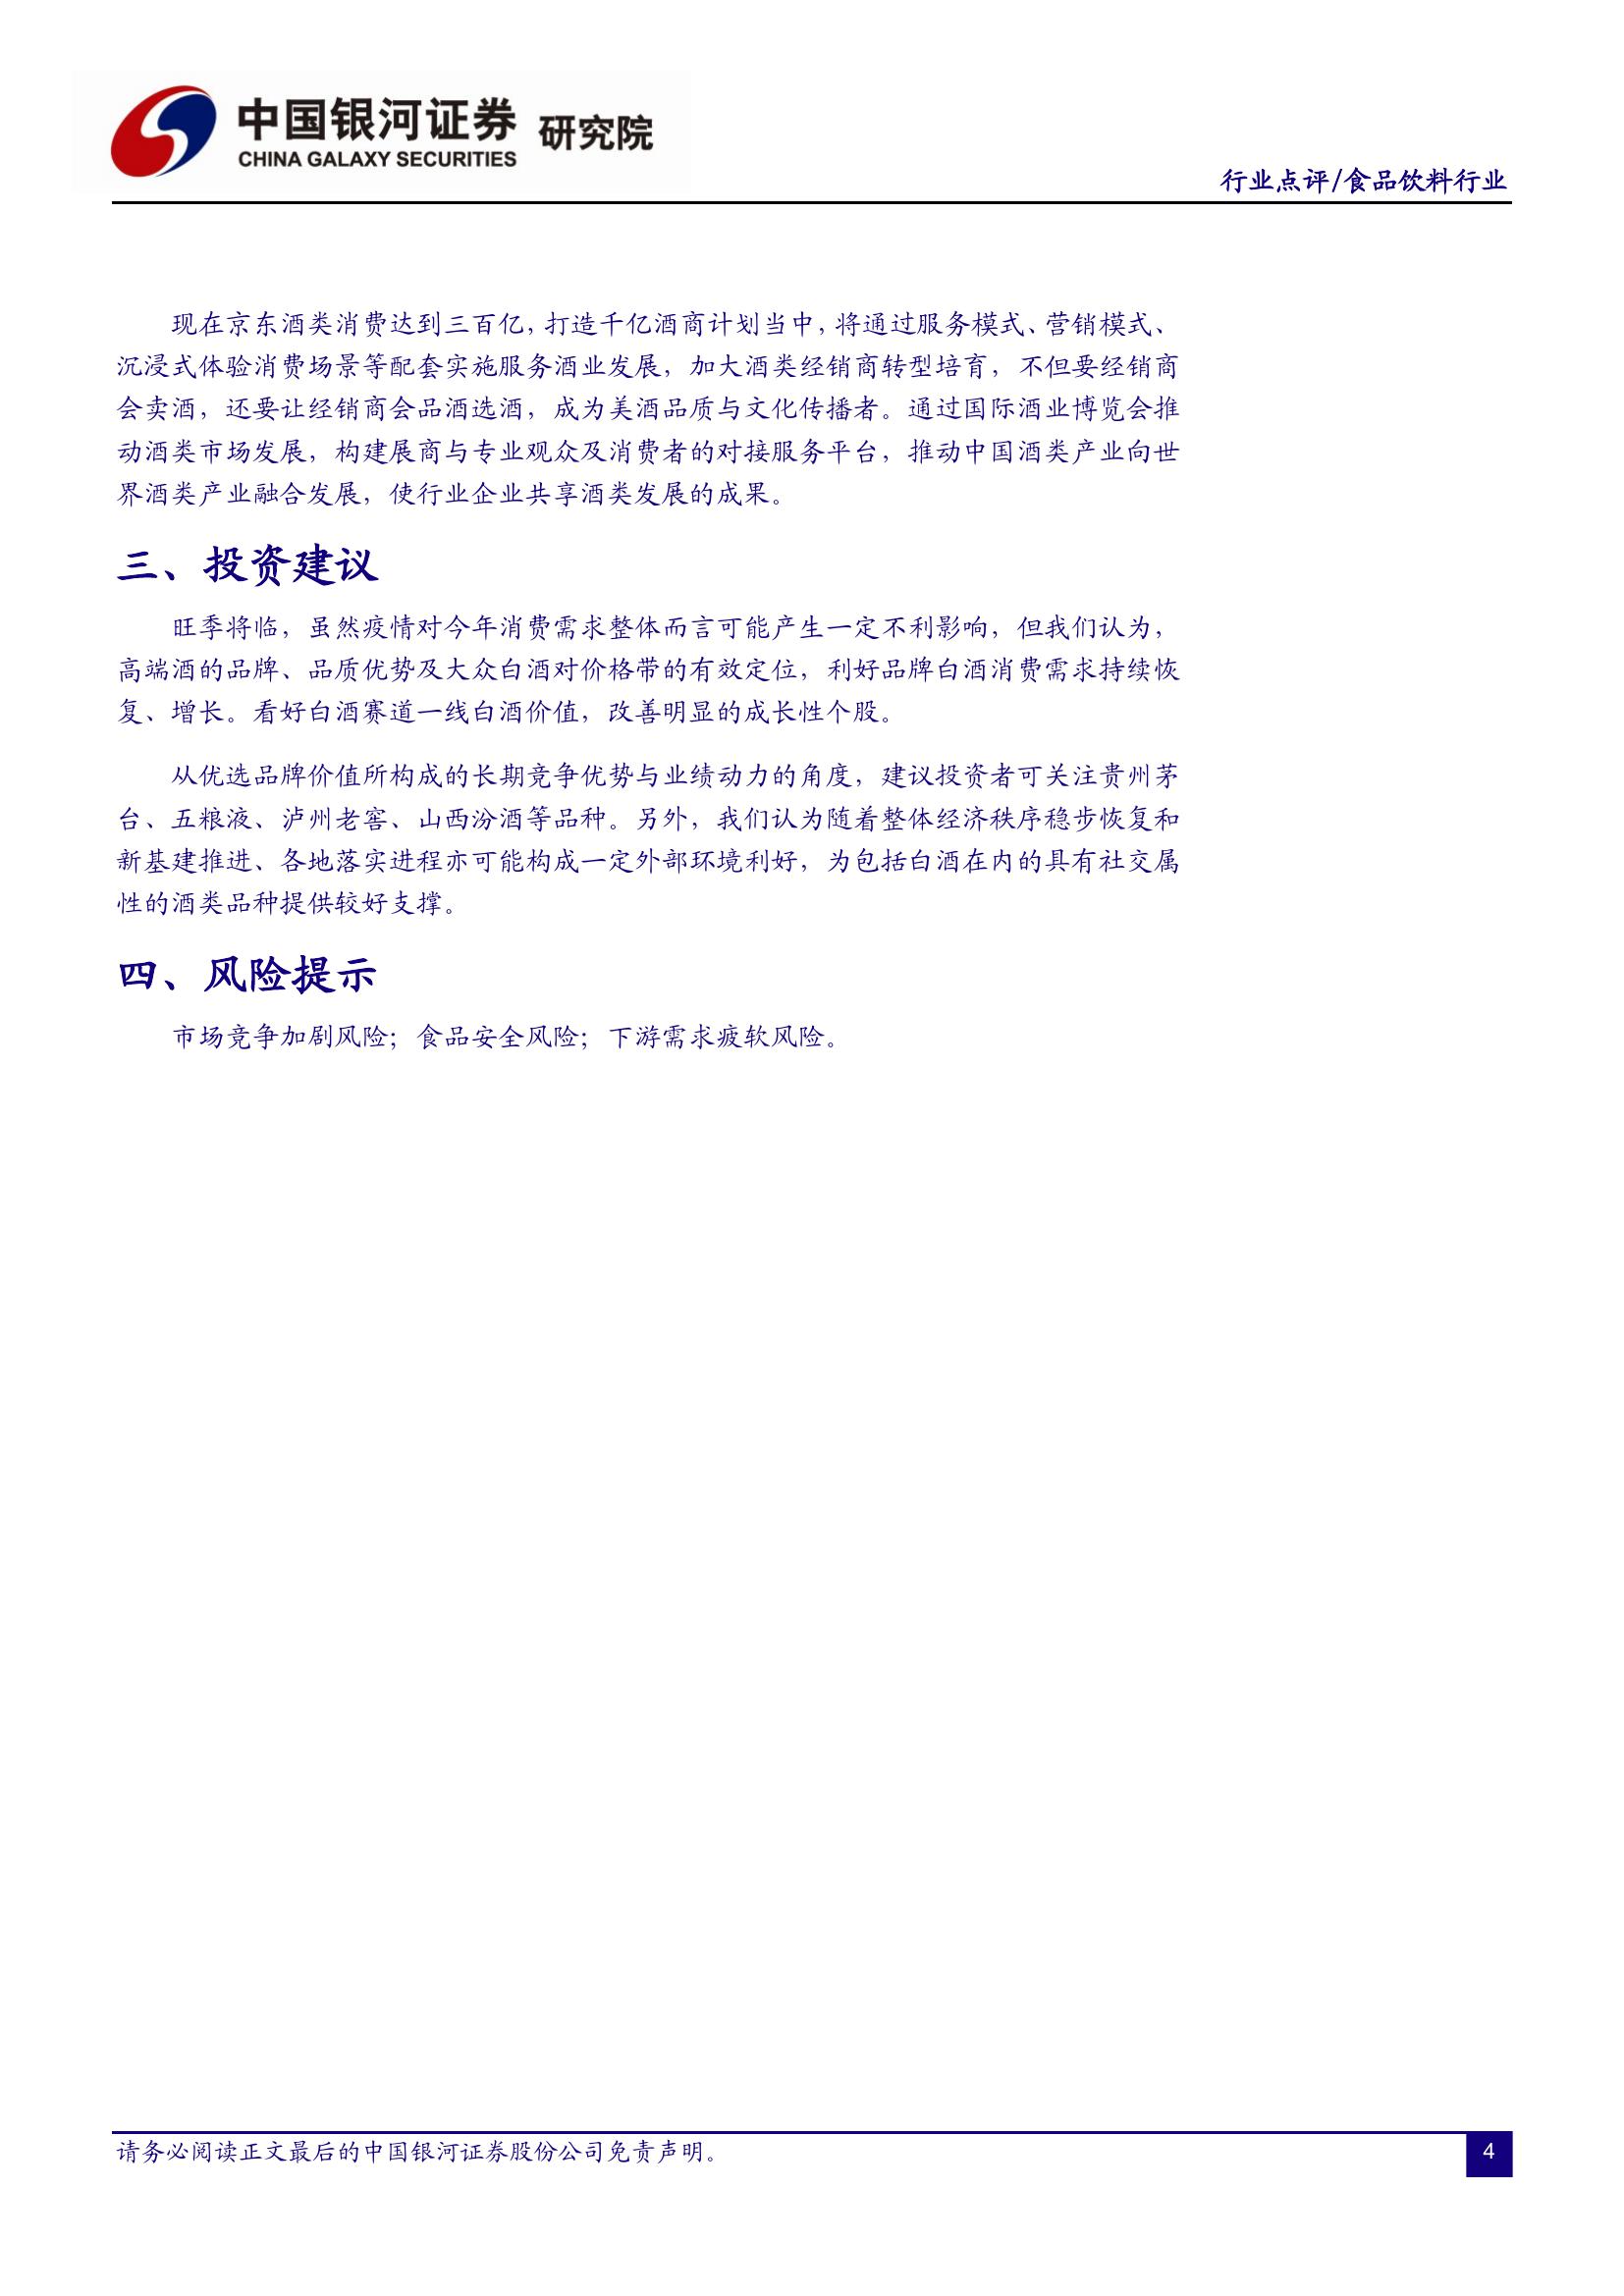 中国银河证券 研究院
CHINA GALAXY SECURITIES
行业点评/食品饮料行业
现在京东酒类消费达到三百亿，打造千亿酒商计划当中，将通过服务模式、营销模式、
沉浸式体验消费场景等配套实施服务酒业发展，加大酒类经销商转型培育，不但要经销商
会卖酒，还要让经销商会品酒选酒，成为美酒品质与文化传播者。通过国际酒业博览会推
动酒类市场发展，构建展商与专业观众及消费者的对接服务平台，推动中国酒类产业向世
界酒类产业融合发展，使行业企业共享酒类发展的成果。
三、投资建议
旺季将临，虽然疫情对今年消费需求整体而言可能产生一定不利影响，但我们认为，
高端酒的品牌、品质优势及大众白酒对价格带的有效定位，利好品牌白酒消费需求持续恢
复、增长。看好白酒赛道一线白酒价值，改善明显的成长性个股。
从优选品牌价值所构成的长期竞争优势与业绩动力的角度，建议投资者可关注贵州茅
台、五粮液、泸州老窖、山西汾酒等品种。另外，我们认为随着整体经济秩序稳步恢复和
新基建推进、各地落实进程亦可能构成一定外部环境利好，为包括白酒在内的具有社交属
性的酒类品种提供较好支撑。
四、风险提示
市场竞争加剧风险；食品安全风险；下游需求疲软风险。
请务必阅读正文最后的中国银河证券股份公司免责声明。
4